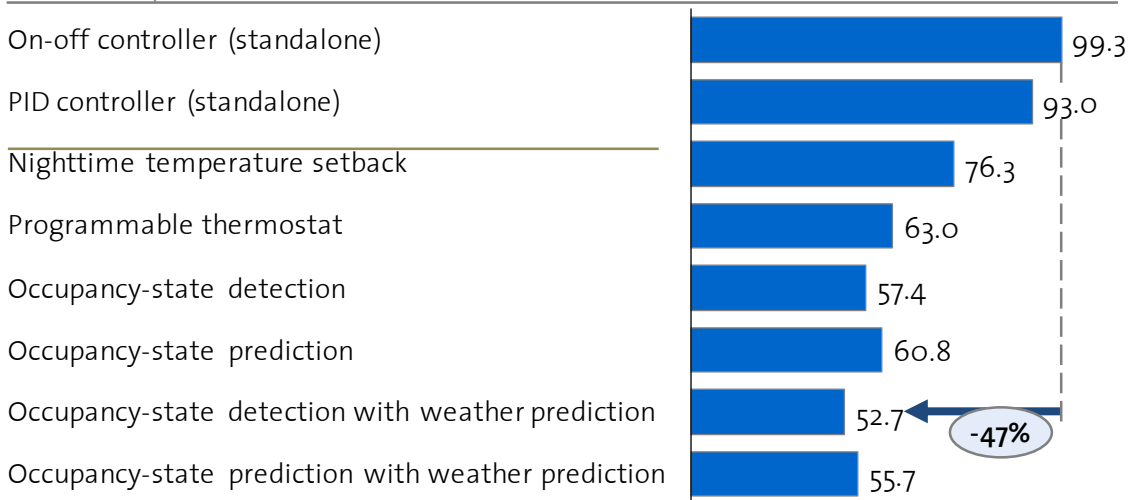 On-off controller (standalone) 99.3
PID controller (standalone) 93.0
Nighttime temperature setback 76.3
Programmable thermostat 63.0
Occupancy-state detection 57.4
Occupancy-state prediction 60.8
Occupancy-state detection with weather prediction 52.7 -47%
Occupancy-state prediction with weather prediction 55.7